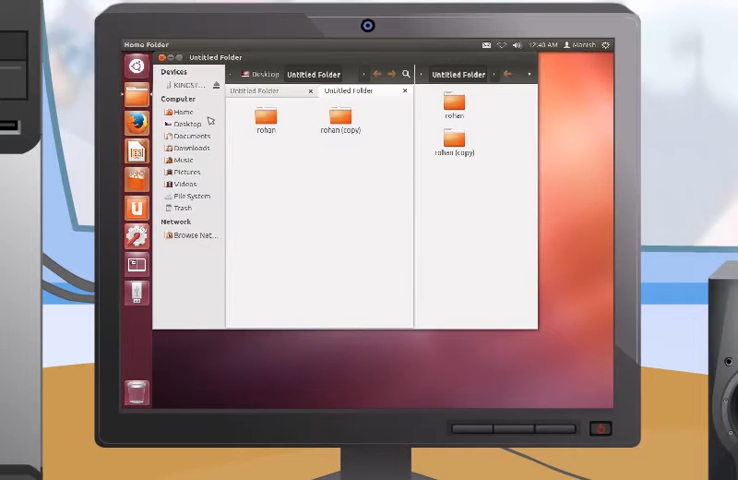 Home Folder
12:40 AM
Manish
Untitled Folder
Devices
KINGST...
Computer
Home
Desktop
Documents
Downloads
Music
Pictures
Videos
File System
Trash
Network
Browse Net...
Desktop
Untitled Folder
Untitled Folder
Untitled Folder
Untitled Folder
rohan
rohan (copy)
rohan
rohan (copy)